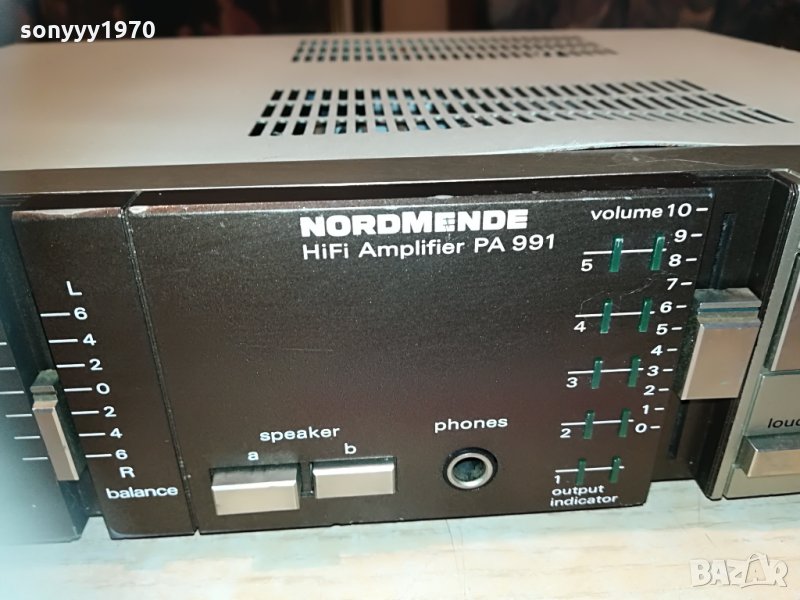 sonyyy1970
NORDMENDE
HiFi Amplifier PA 991
volume 10
9
8
7
6
5
4
3
2
1
0
5
4
3
2
1
output
indicator
L
6
4
2
0
2
4
6
R
balance
speaker
a b
phones
loud
BAZAR